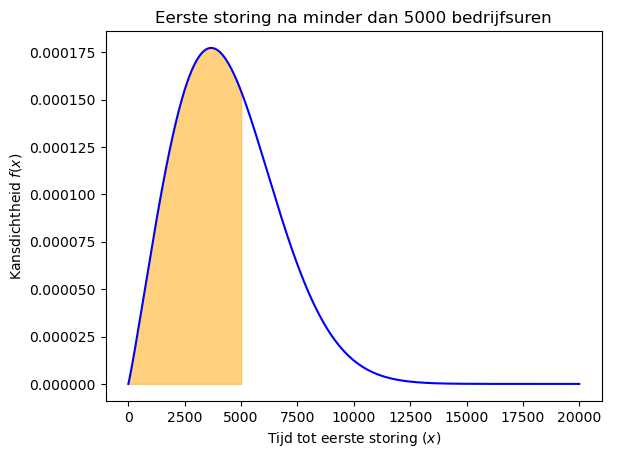 Eerste storing na minder dan 5000 bedrijfsuren
Kansdichtheid f(x)
0.000175
0.000150
0.000125
0.000100
0.000075
0.000050
0.000025
0.000000
0 2500 5000 7500 10000 12500 15000 17500 20000
Tijd tot eerste storing (x)